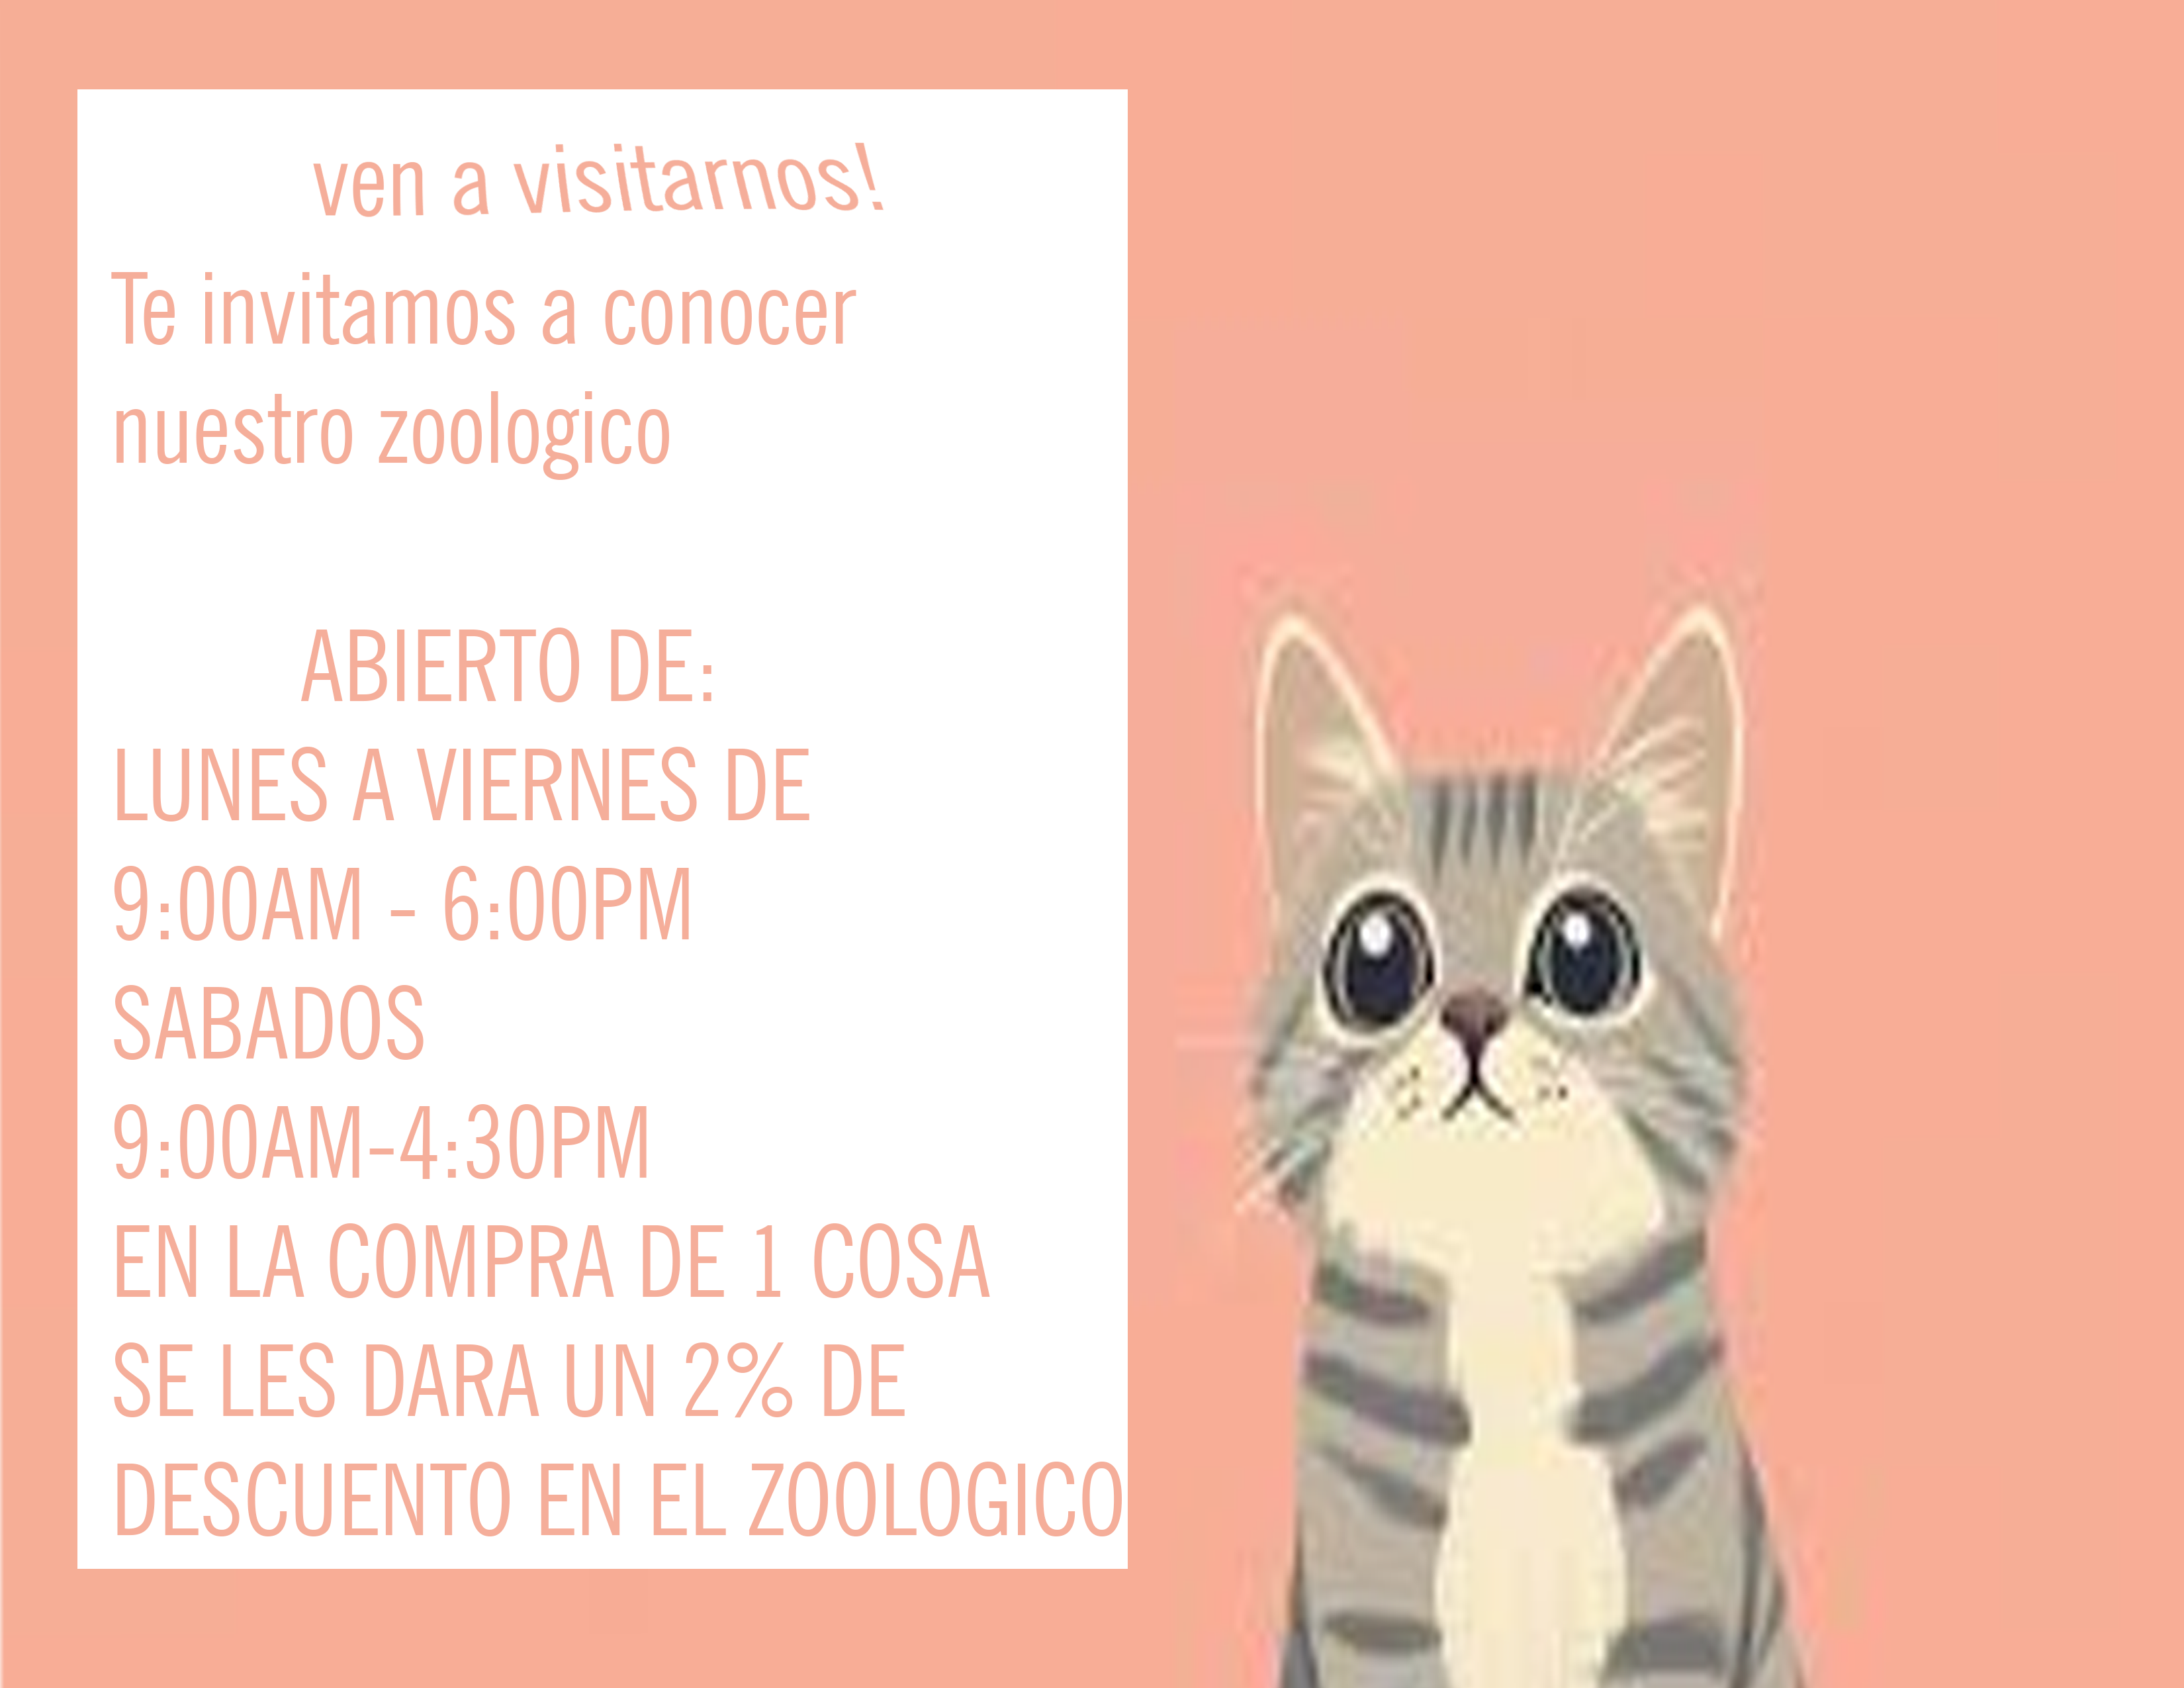 ven a visitarnos!
Te invitamos a conocer
nuestro zoologico
ABIERTO DE:
LUNES A VIERNES DE
9:00AM - 6:00PM
SABADOS
9:00AM-4:30PM
EN LA COMPRA DE 1 COSA
SE LES DARA UN 2% DE
DESCUENTO EN EL ZOOLOGICO